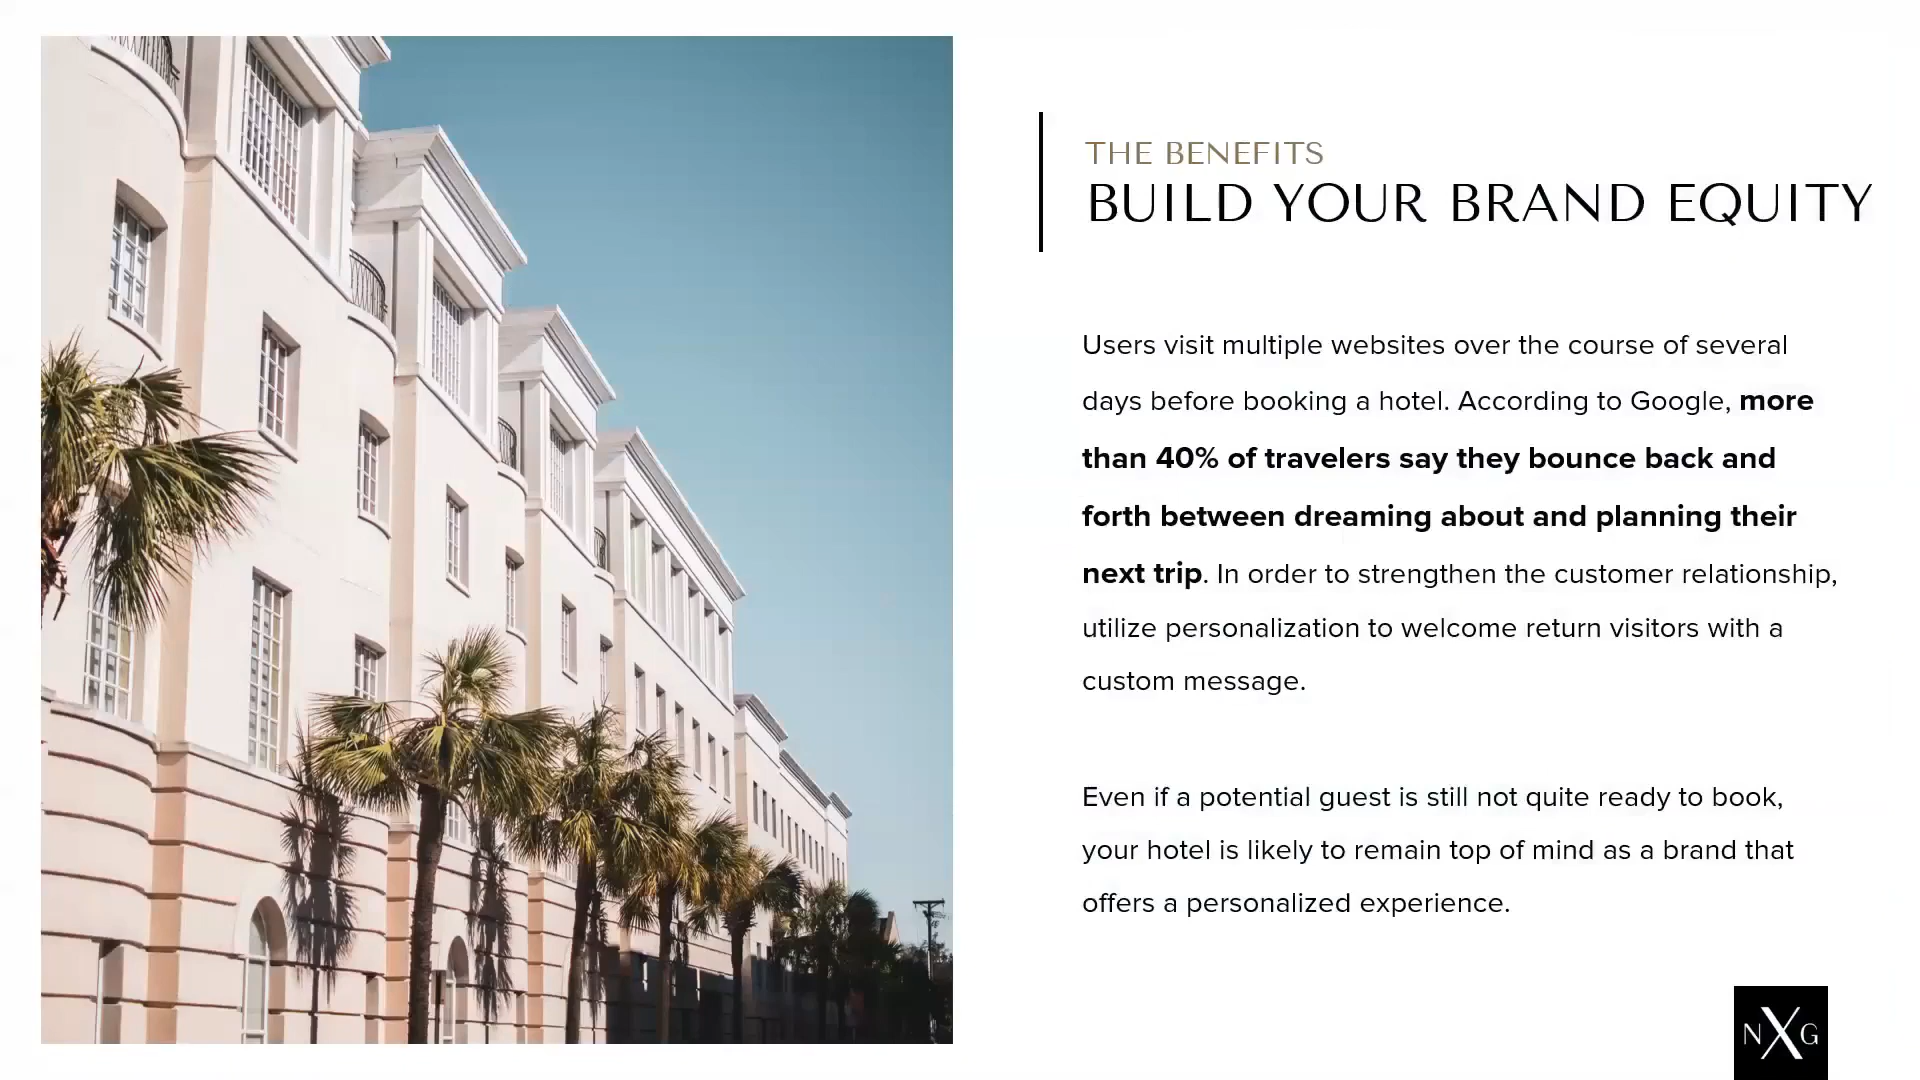 THE BENEFITS
BUILD YOUR BRAND EQUITY
Users visit multiple websites over the course of several
days before booking a hotel. According to Google, more
than 40% of travelers say they bounce back and
forth between dreaming about and planning their
next trip. In order to strengthen the customer relationship,
utilize personalization to welcome return visitors with a
custom message.
Even if a potential guest is still not quite ready to book,
your hotel is likely to remain top of mind as a brand that
offers a personalized experience.
NXG